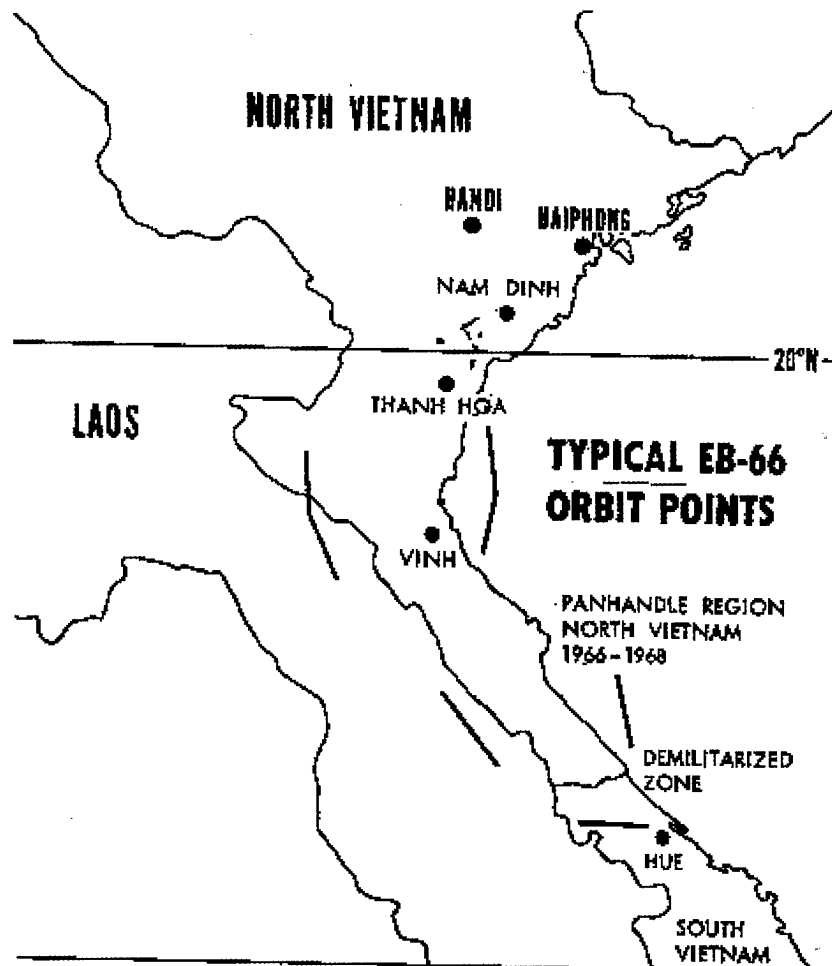 NORTH VIETNAM
HANOI
HAIPHONG
NAM DINH
20°N
THANH HOA
LAOS
TYPICAL EB-66
ORBIT POINTS
VINH
PANHANDLE REGION
NORTH VIETNAM
1966-1968
DEMILITARIZED
ZONE
HUE
SOUTH
VIETNAM